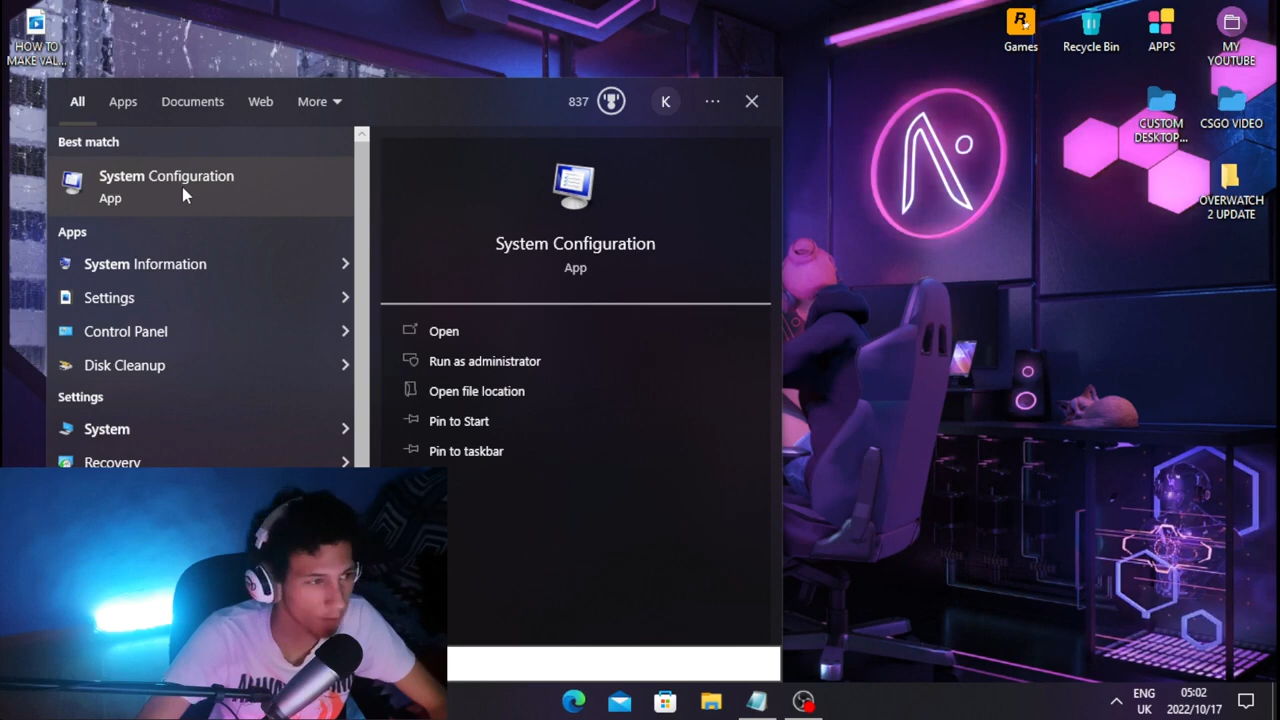 HOW TO
MAKE VAL...
All
Apps
Documents
Web
More
837
K
...
Best match
System Configuration
App
Apps
System Information
Settings
Control Panel
Disk Cleanup
Settings
System
Recovery
System Configuration
App
Open
Run as administrator
Open file location
Pin to Start
Pin to taskbar
R
Games
Recycle Bin
APPS
MY
YOUTUBE
CUSTOM
DESKTOP...
CSGO VIDEO
OVERWATCH
2 UPDATE
ENG
UK
05:02
2022/10/17